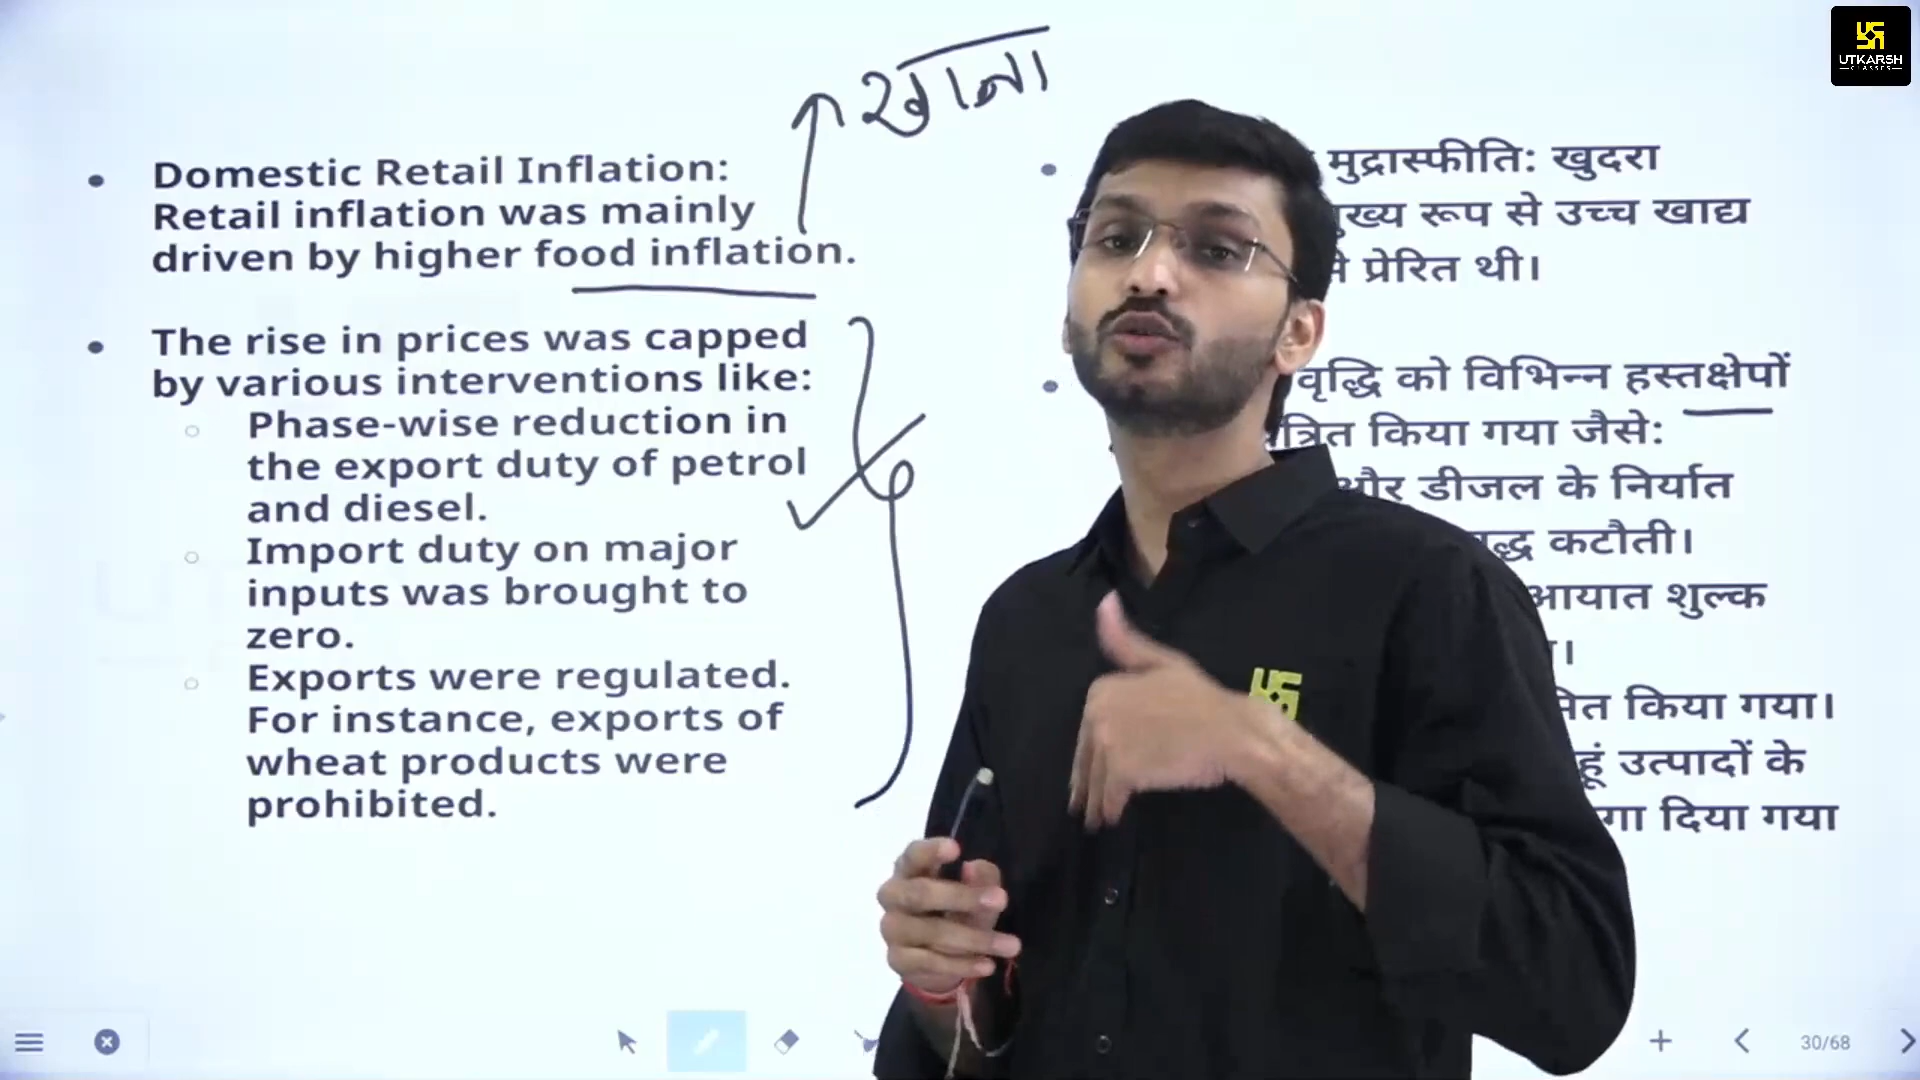 UTKARSH
CLASSES
खाना
Domestic Retail Inflation:
Retail inflation was mainly
driven by higher food inflation.
The rise in prices was capped
by various interventions like:
Phase-wise reduction in
the export duty of petrol
and diesel.
Import duty on major
inputs was brought to
zero.
Exports were regulated.
For instance, exports of
wheat products were
prohibited.
मुद्रास्फीति: खुदरा
रूप से उच्च खाद्य
प्रेरित थी।
वृद्धि को विभिन्न हस्तक्षेपों
किया गया जैसे:
और डीजल के निर्यात
कटौती।
आयात शुल्क
किया गया।
उत्पादों के
दिया गया
30/68